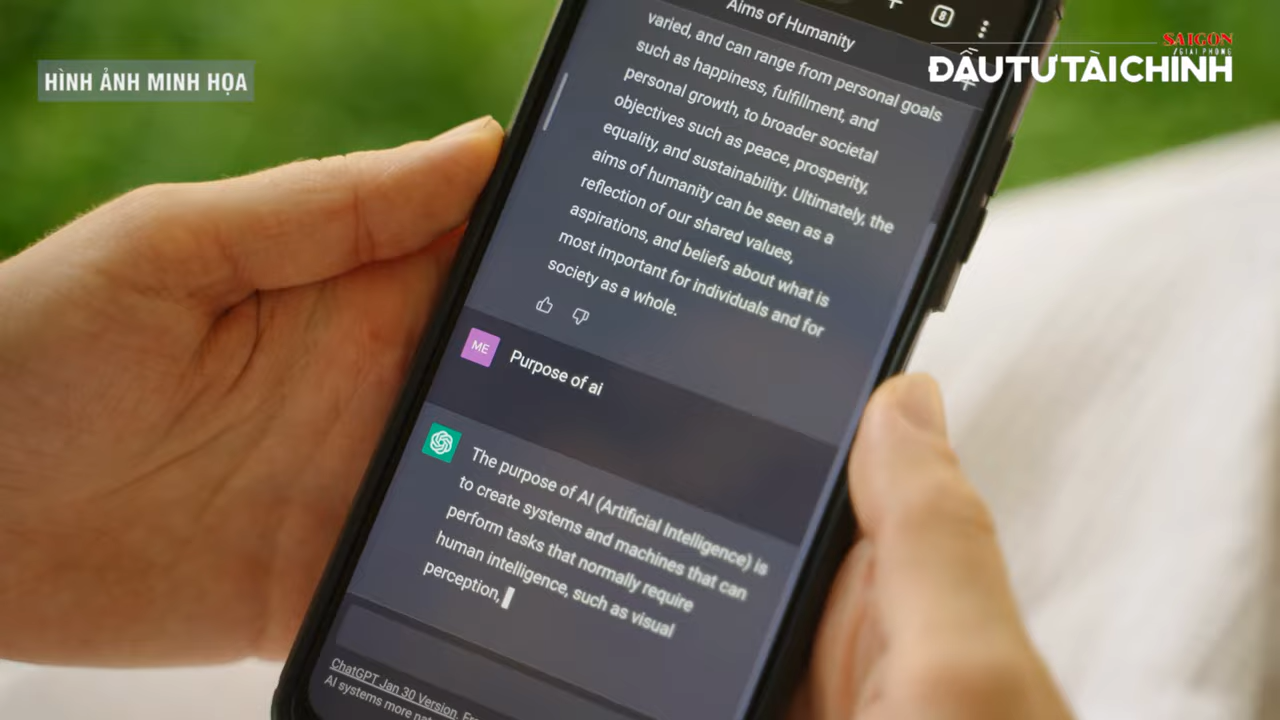 HÌNH ẢNH MINH HỌA
SAIGON
GIẢI PHÓNG
ĐẦU TƯ TÀI CHÍNH
8
Aims of Humanity
varied, and can range from personal goals
such as happiness, fulfillment, and
personal growth, to broader societal
objectives such as peace, prosperity,
equality, and sustainability. Ultimately, the
aims of humanity can be seen as a
reflection of our shared values,
aspirations, and beliefs about what is
most important for individuals and for
society as a whole.
ME
Purpose of ai
The purpose of AI (Artificial Intelligence) is
to create systems and machines that can
perform tasks that normally require
human intelligence, such as visual
perception,
ChatGPT Jan 30 Version.
AI systems more